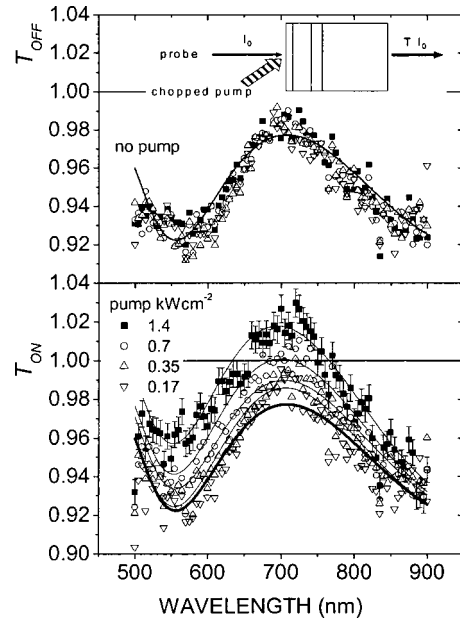 T_OFF
1.04
1.02
1.00
0.98
0.96
0.94
0.92
probe
I₀
T I₀
chopped pump
no pump
T_ON
1.04
1.02
1.00
0.98
0.96
0.94
0.92
0.90
pump kWcm⁻²
1.4
0.7
0.35
0.17
500 600 700 800 900
WAVELENGTH (nm)